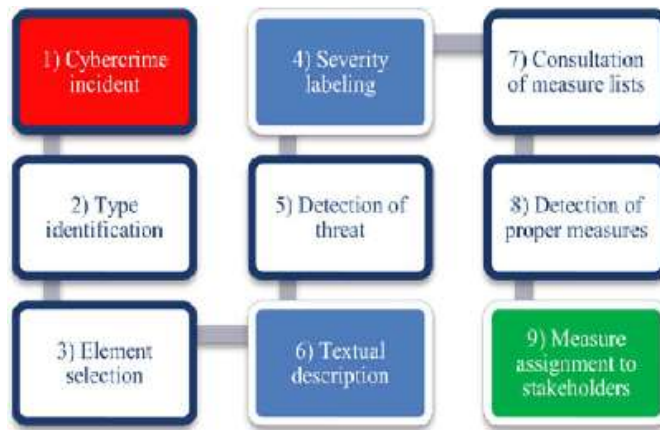 1) Cybercrime
incident
2) Type
identification
3) Element
selection
4) Severity
labeling
5) Detection of
threat
6) Textual
description
7) Consultation
of measure lists
8) Detection of
proper measures
9) Measure
assignment to
stakeholders